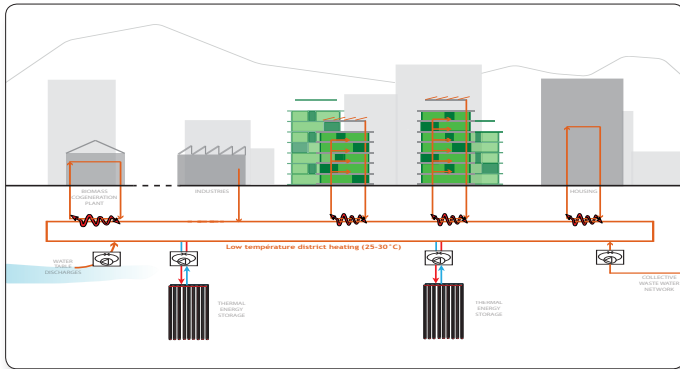 BIOMASS
COGENERATION
PLANT
INDUSTRIES
HOUSING
Low température district heating (25-30°C)
WATER
TABLE
DISCHARGES
COLLECTIVE
WASTE WATER
NETWORK
THERMAL
ENERGY
STORAGE
THERMAL
ENERGY
STORAGE